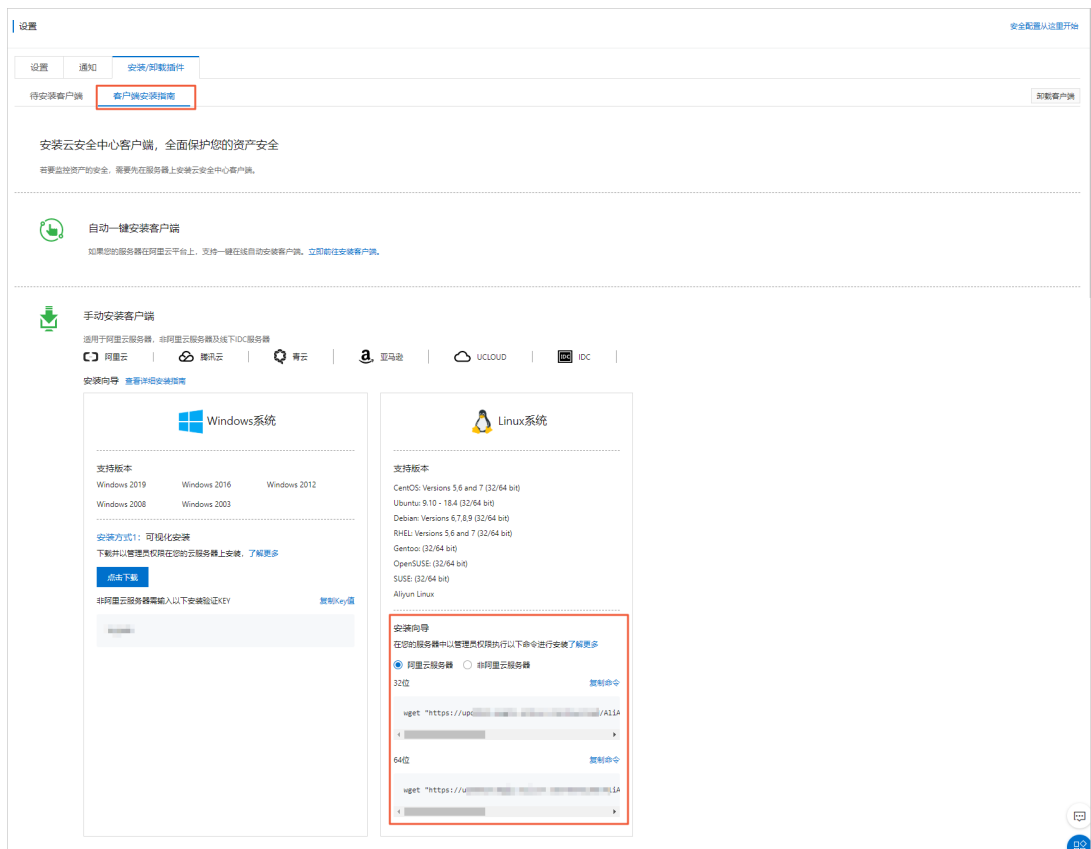 设置
安全配置从这里开始
设置 通知 安装/卸载插件
待安装客户端 客户端安装指南 卸载客户端
安装云安全中心客户端，全面保护您的资产安全
若要监控资产的安全，需要先在服务器上安装云安全中心客户端。
自动一键安装客户端
如果您的服务器在阿里云平台上，支持一键在线自动安装客户端。立即前往安装客户端。
手动安装客户端
适用于阿里云服务器，非阿里云服务器及线下IDC服务器
阿里云 腾讯云 青云 亚马逊 UCLOUD IDC IDC
安装向导 查看详细安装指南
Windows系统
支持版本
Windows 2019 Windows 2016 Windows 2012
Windows 2008 Windows 2003
安装方式1：可视化安装
下载并以管理员权限在您的云服务器上安装，了解更多
点击下载
非阿里云服务器需输入以下安装验证KEY 复制Key值
Linux系统
支持版本
CentOS: Versions 5,6 and 7 (32/64 bit)
Ubuntu: 9.10 - 18.4 (32/64 bit)
Debian: Versions 6,7,8,9 (32/64 bit)
RHEL: Versions 5,6 and 7 (32/64 bit)
Gentoo: (32/64 bit)
OpenSUSE: (32/64 bit)
SUSE: (32/64 bit)
Aliyun Linux
安装向导
在您的服务器中以管理员权限执行以下命令进行安装了解更多
阿里云服务器 非阿里云服务器
32位 复制命令
wget "https://up /AliA
64位 复制命令
wget "https://u iA